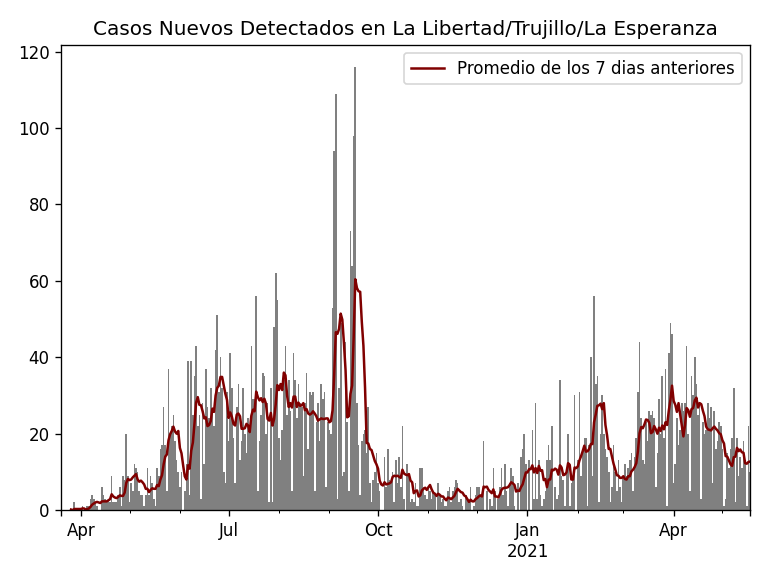 Casos Nuevos Detectados en La Libertad/Trujillo/La Esperanza
Promedio de los 7 dias anteriores
120
100
80
60
40
20
0
Apr Jul Oct Jan Apr
2021